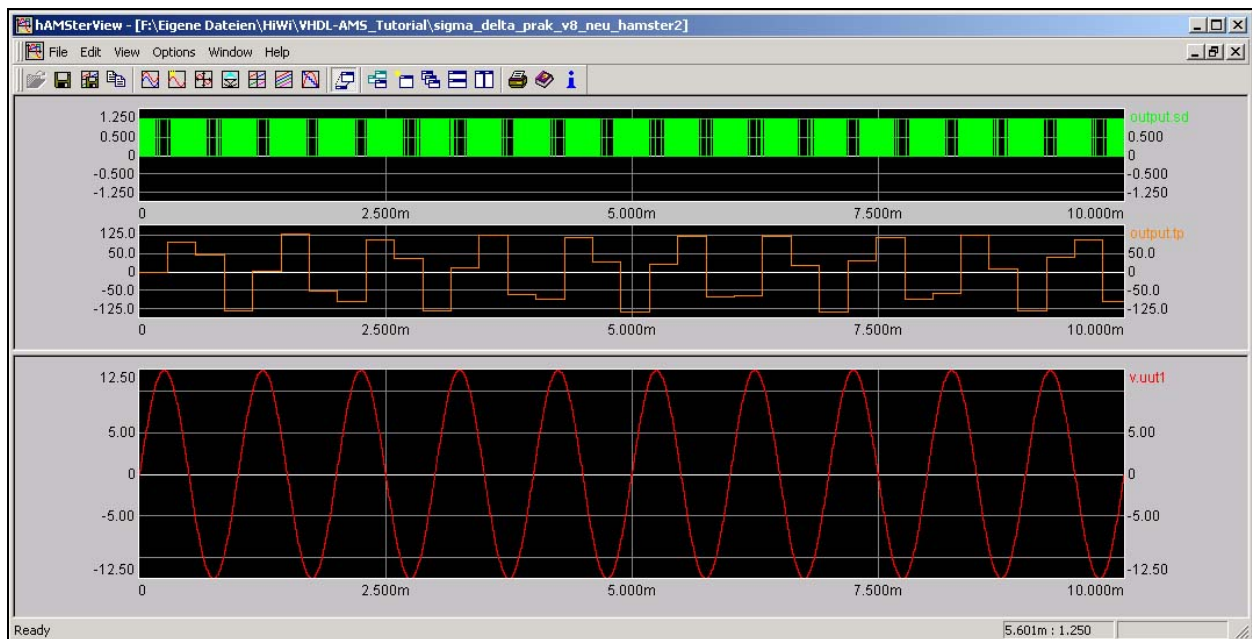 hAMSterView - [F:\Eigene Dateien\HiWi\VHDL-AMS_Tutorial\sigma_delta_prak_v8_neu_hamster2]
File Edit View Options Window Help
1.250 output.sd
0.500 0.500
0 0
-0.500 -0.500
-1.250 -1.250
0 2.500m 5.000m 7.500m 10.000m
125.0 output.tp
50.0 50.0
0 0
-50.0 -50.0
-125.0 -125.0
0 2.500m 5.000m 7.500m 10.000m
12.50 v.uut1
5.00 5.00
0 0
-5.00 -5.00
-12.50 -12.50
0 2.500m 5.000m 7.500m 10.000m
Ready 5.601m : 1.250